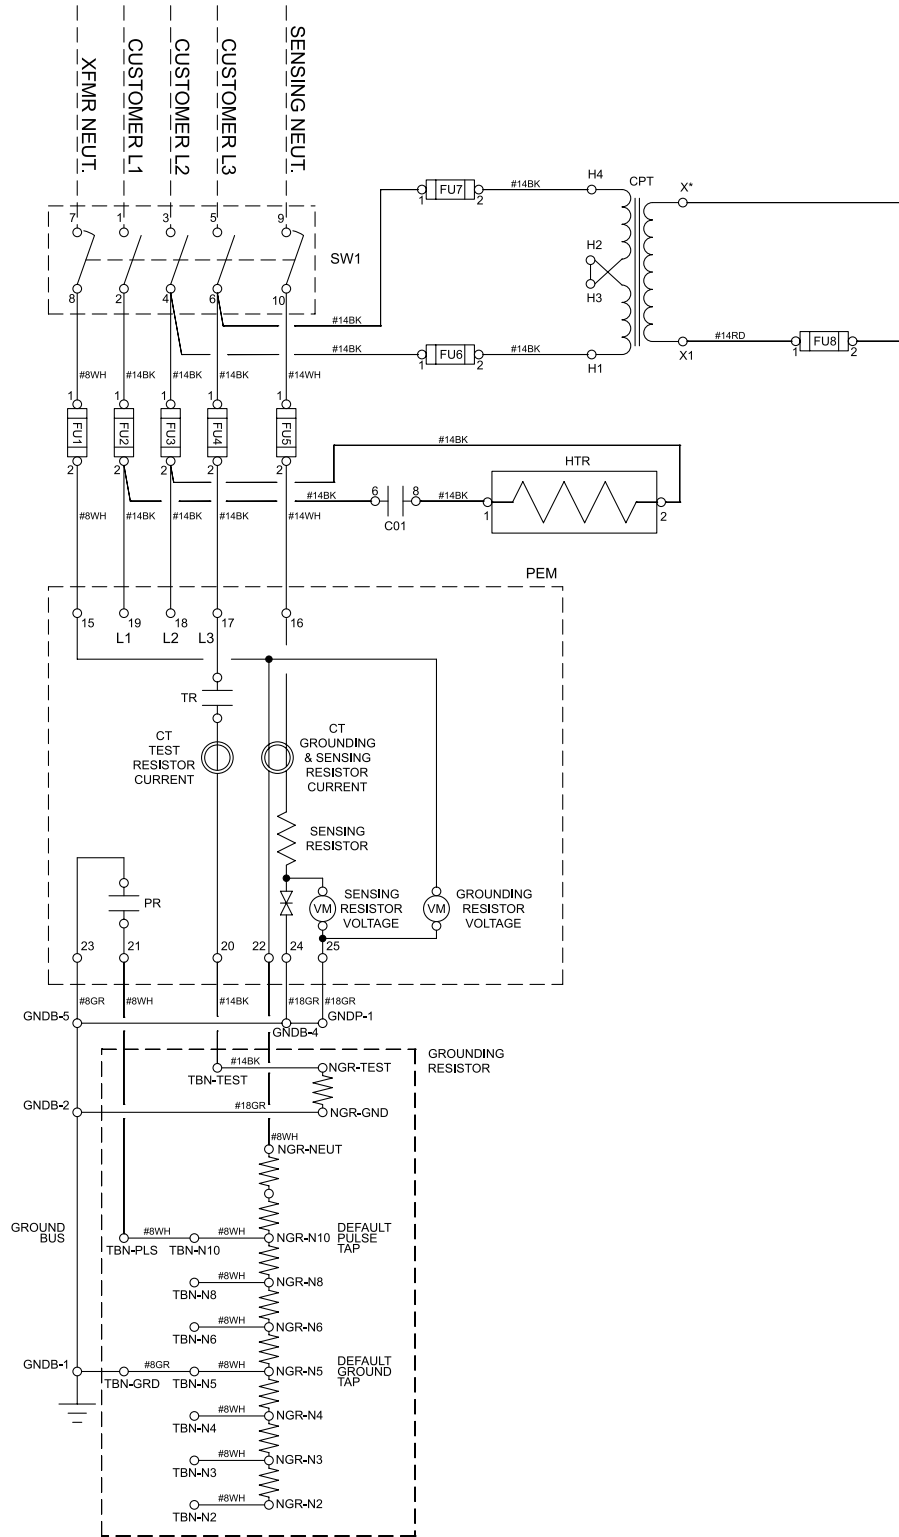 XFMR NEUT.
CUSTOMER L1
CUSTOMER L2
CUSTOMER L3
SENSING NEUT.
7
1
3
5
9
SW1
8
2
4
6
10
H4
CPT
X*
FU7
1
2
#14BK
H2
H3
#14BK
#14BK
FU6
1
2
#14BK
H1
X1
#14RD
FU8
1
2
#8WH
#14BK
#14BK
#14BK
#14WH
1
1
1
1
1
FU1
FU2
FU3
FU4
FU5
2
2
2
2
2
#14BK
HTR
#14BK
6
8
C01
#14BK
1
2
#8WH
#14BK
#14BK
#14BK
#14WH
PEM
15
19
18
17
16
L1
L2
L3
TR
CT
TEST
RESISTOR
CURRENT
CT
GROUNDING
& SENSING
RESISTOR
CURRENT
SENSING
RESISTOR
PR
VM
SENSING
RESISTOR
VOLTAGE
VM
GROUNDING
RESISTOR
VOLTAGE
23
21
20
22
24
25
#8GR
#8WH
#14BK
#18GR
#18GR
GNDB-5
GNDB-4
GNDP-1
GROUNDING
RESISTOR
#14BK
TBN-TEST
NGR-TEST
GNDB-2
#18GR
NGR-GND
#8WH
NGR-NEUT
GROUND
BUS
#8WH
#8WH
TBN-PLS
TBN-N10
NGR-N10
DEFAULT
PULSE
TAP
#8WH
TBN-N8
NGR-N8
#8WH
TBN-N6
NGR-N6
GNDB-1
#8GR
#8WH
TBN-GRD
TBN-N5
NGR-N5
DEFAULT
GROUND
TAP
#8WH
TBN-N4
NGR-N4
#8WH
TBN-N3
NGR-N3
#8WH
TBN-N2
NGR-N2